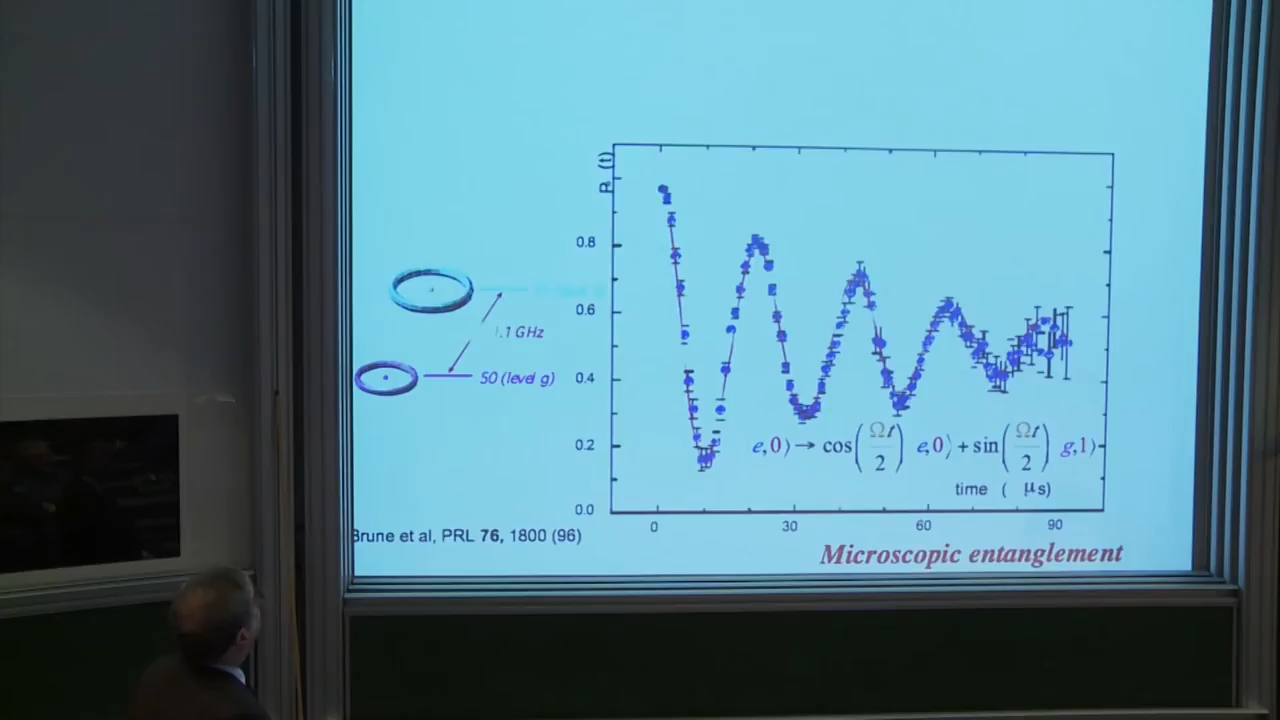 P (t)
0.8
0.6
0.4
0.2
0.0
.1 GHz
50 (level g)
e,0⟩ → cos(Ωt/2) e,0⟩ + sin(Ωt/2) g,1⟩
time ( μs)
0 30 60 90
Brune et al, PRL 76, 1800 (96)
Microscopic entanglement